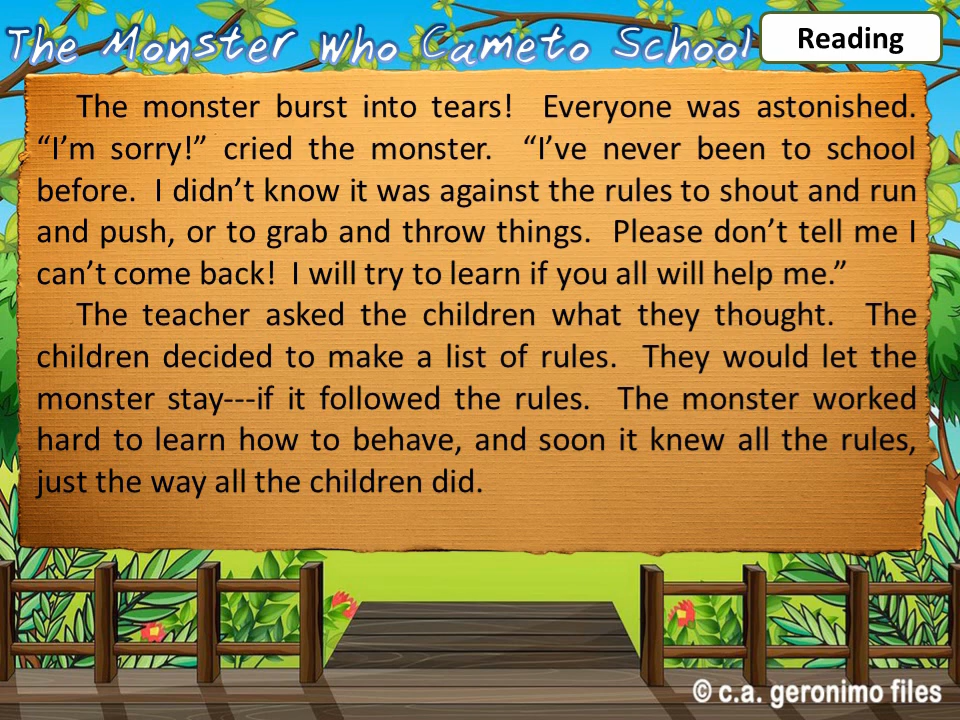 The Monster Who Cameto School
Reading
The monster burst into tears!  Everyone was astonished.
“I’m sorry!” cried the monster.  “I’ve never been to school
before.  I didn’t know it was against the rules to shout and run
and push, or to grab and throw things.  Please don’t tell me I
can’t come back!  I will try to learn if you all will help me.”
The teacher asked the children what they thought.  The
children decided to make a list of rules.  They would let the
monster stay---if it followed the rules.  The monster worked
hard to learn how to behave, and soon it knew all the rules,
just the way all the children did.
© c.a. geronimo files